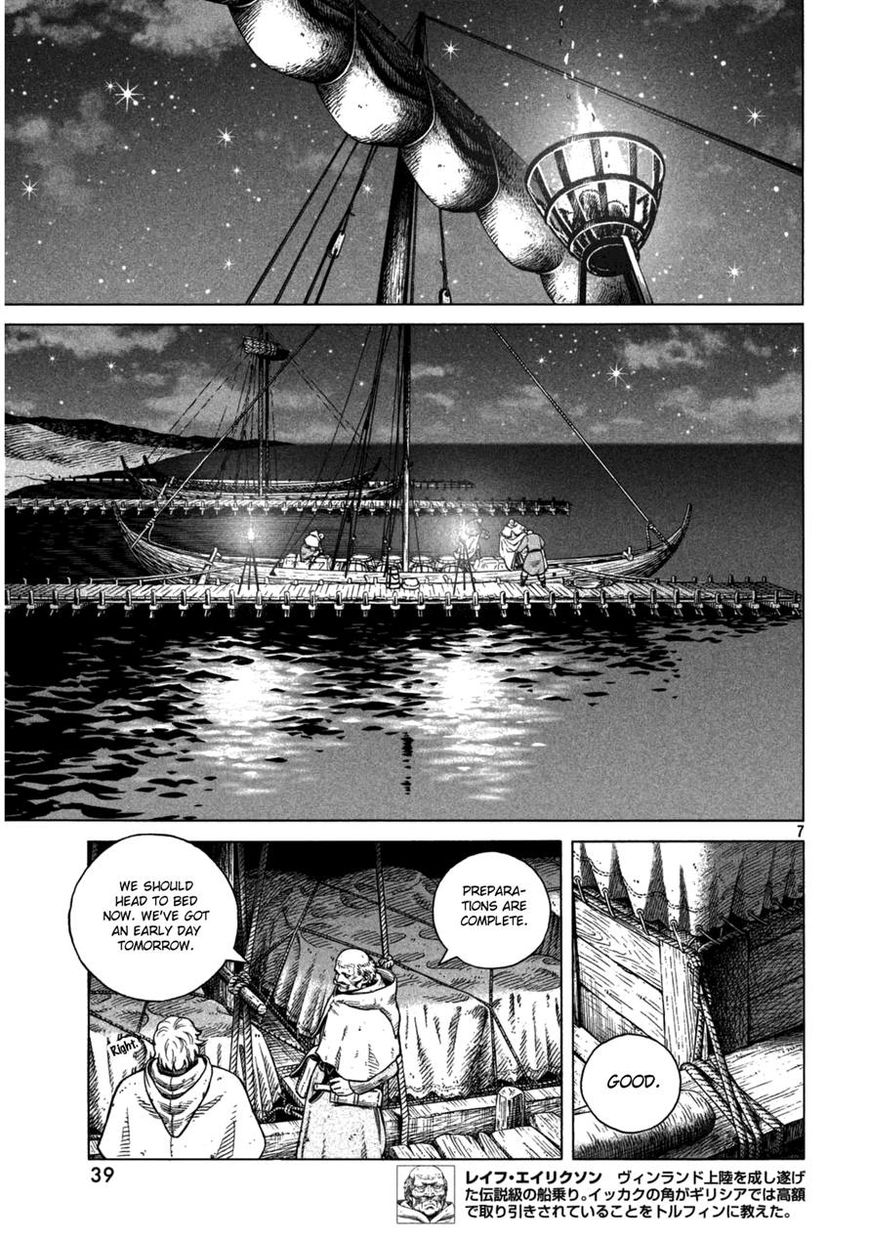 7
GOOD.
PREPARA-
TIONS ARE
COMPLETE.
WE SHOULD
HEAD TO BED
NOW. WE'VE GOT
AN EARLY DAY
TOMORROW.
Right.
39
レイフ・エイリクソン　ヴィンランド上陸を成し遂げ
た伝説級の船乗り。イッカクの角がギリシアでは高額
で取り引きされていることをトルフィンに教えた。